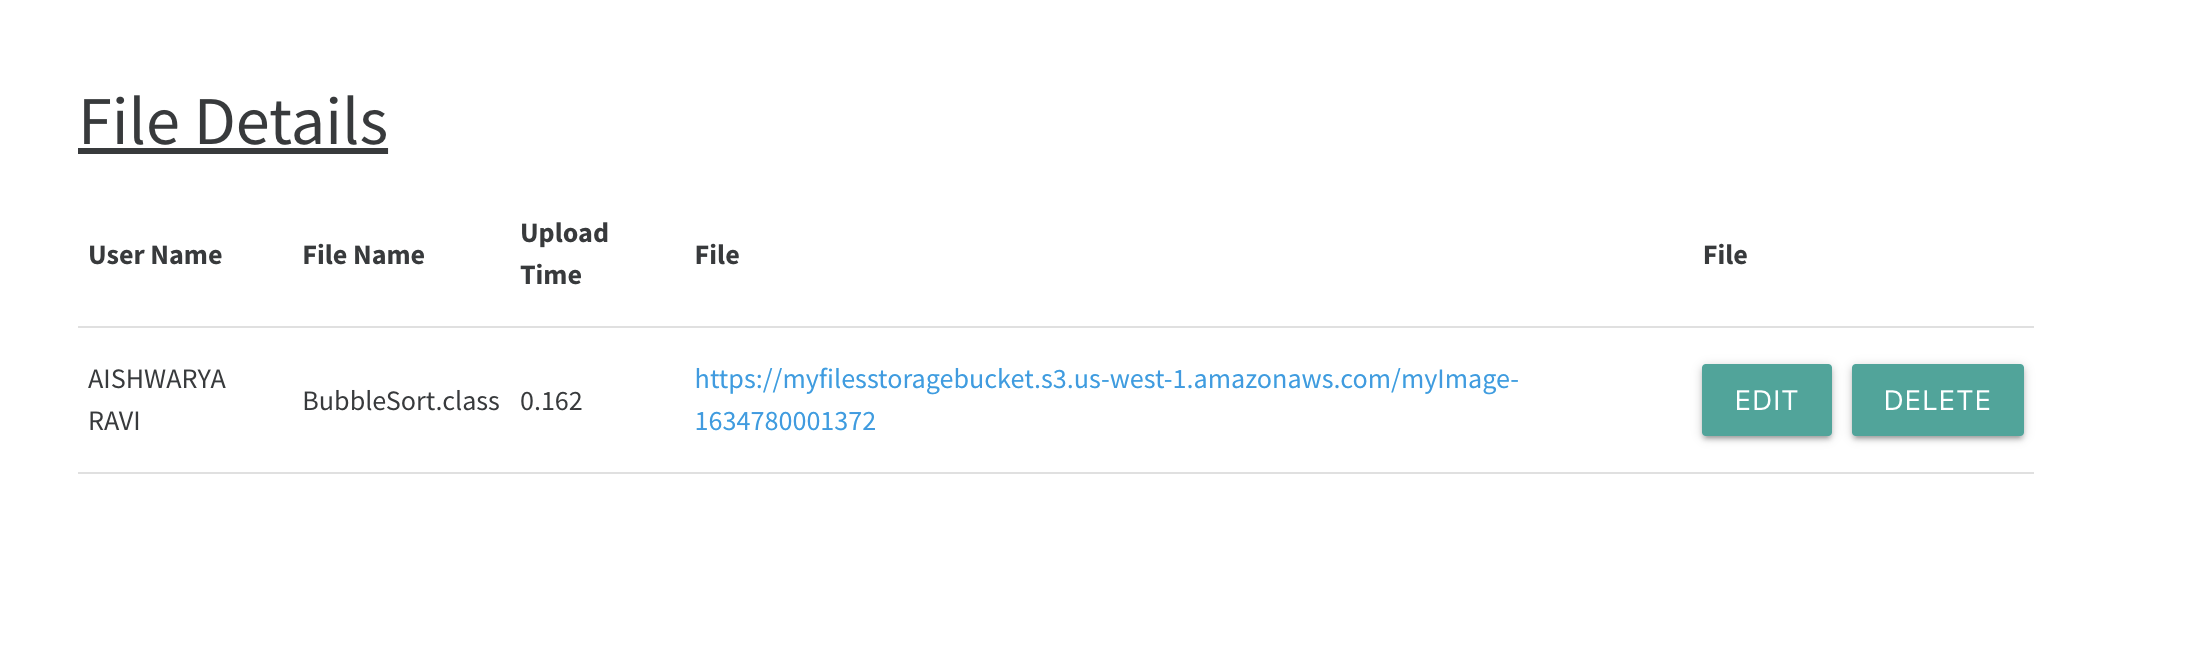 File Details
User Name File Name Upload Time File File
AISHWARYA RAVI BubbleSort.class 0.162 https://myfilesstoragebucket.s3.us-west-1.amazonaws.com/myImage-1634780001372 EDIT DELETE